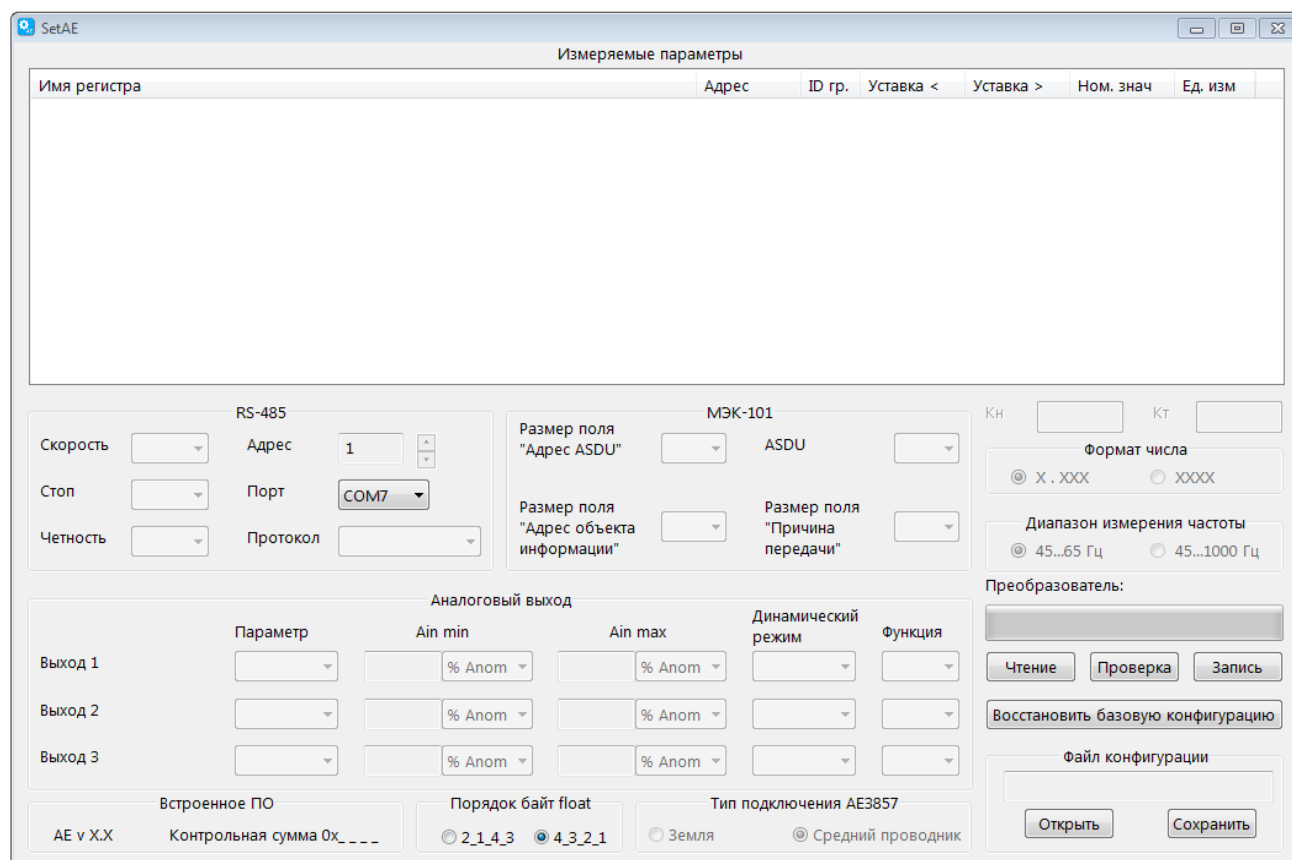 SetAE
Измеряемые параметры
Имя регистра Адрес ID гр. Уставка < Уставка > Ном. знач Ед. изм
RS-485
Скорость Адрес 1
Стоп Порт COM7
Четность Протокол
МЭК-101
Размер поля
"Адрес ASDU"
ASDU
Размер поля
"Адрес объекта
информации"
Размер поля
"Причина
передачи"
Кн Кт
Формат числа
X . XXX XXXX
Диапазон измерения частоты
45...65 Гц 45...1000 Гц
Преобразователь:
Чтение Проверка Запись
Восстановить базовую конфигурацию
Файл конфигурации
Открыть Сохранить
Аналоговый выход
Параметр Ain min Ain max Динамический
режим
Функция
Выход 1 % Anom % Anom
Выход 2 % Anom % Anom
Выход 3 % Anom % Anom
Встроенное ПО
AE v X.X Контрольная сумма 0x_ _ _ _
Порядок байт float
2_1_4_3 4_3_2_1
Тип подключения AE3857
Земля Средний проводник